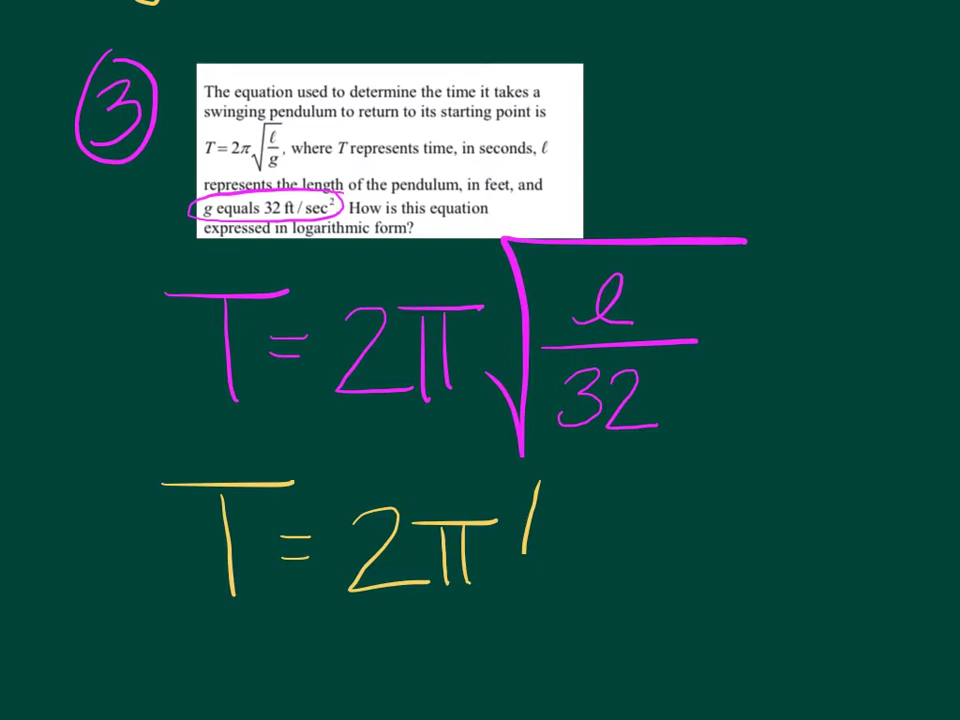 3
The equation used to determine the time it takes a
swinging pendulum to return to its starting point is
T = 2π√(ℓ/g), where T represents time, in seconds, ℓ
represents the length of the pendulum, in feet, and
g equals 32 ft / sec². How is this equation
expressed in logarithmic form?
T = 2π√(ℓ/32)
T = 2π